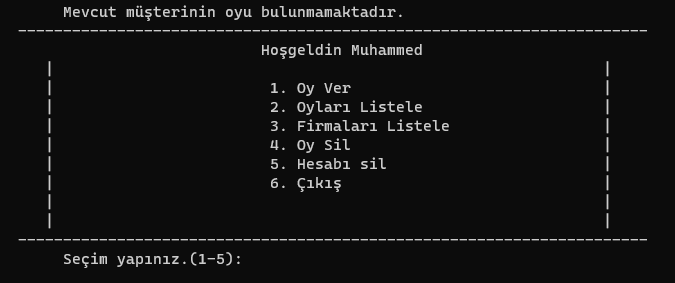 Mevcut müşterinin oyu bulunmamaktadır.
Hoşgeldin Muhammed
1. Oy Ver
2. Oyları Listele
3. Firmaları Listele
4. Oy Sil
5. Hesabı sil
6. Çıkış
Seçim yapınız.(1-5):